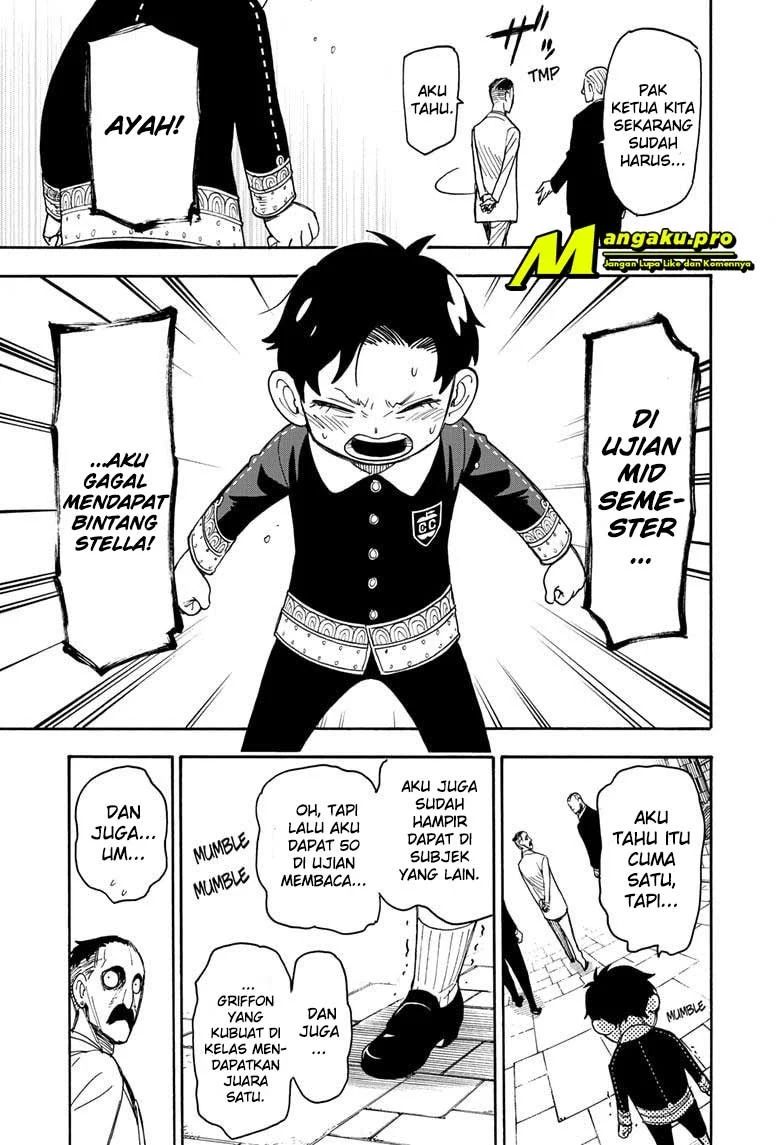 PAK
KETUA KITA
SEKARANG
SUDAH
HARUS...
TMP
AKU
TAHU.
AYAH!
Mangaku.pro
Jangan Lupa Like dan Komennya
DI
UJIAN
MID
SEME-
STER
...
...AKU
GAGAL
MENDAPAT
BINTANG
STELLA!
CC
AKU
TAHU ITU
CUMA
SATU,
TAPI...
MUMBLE
AKU JUGA
SUDAH
HAMPIR
DAPAT DI
SUBJEK
YANG LAIN.
OH, TAPI
LALU AKU
DAPAT 50
DI UJIAN
MEMBACA...
MUMBLE
MUMBLE
DAN
JUGA
...
...
GRIFFON
YANG
KUBUAT DI
KELAS MEN-
DAPATKAN
JUARA
SATU.
DAN
JUGA...
UM...